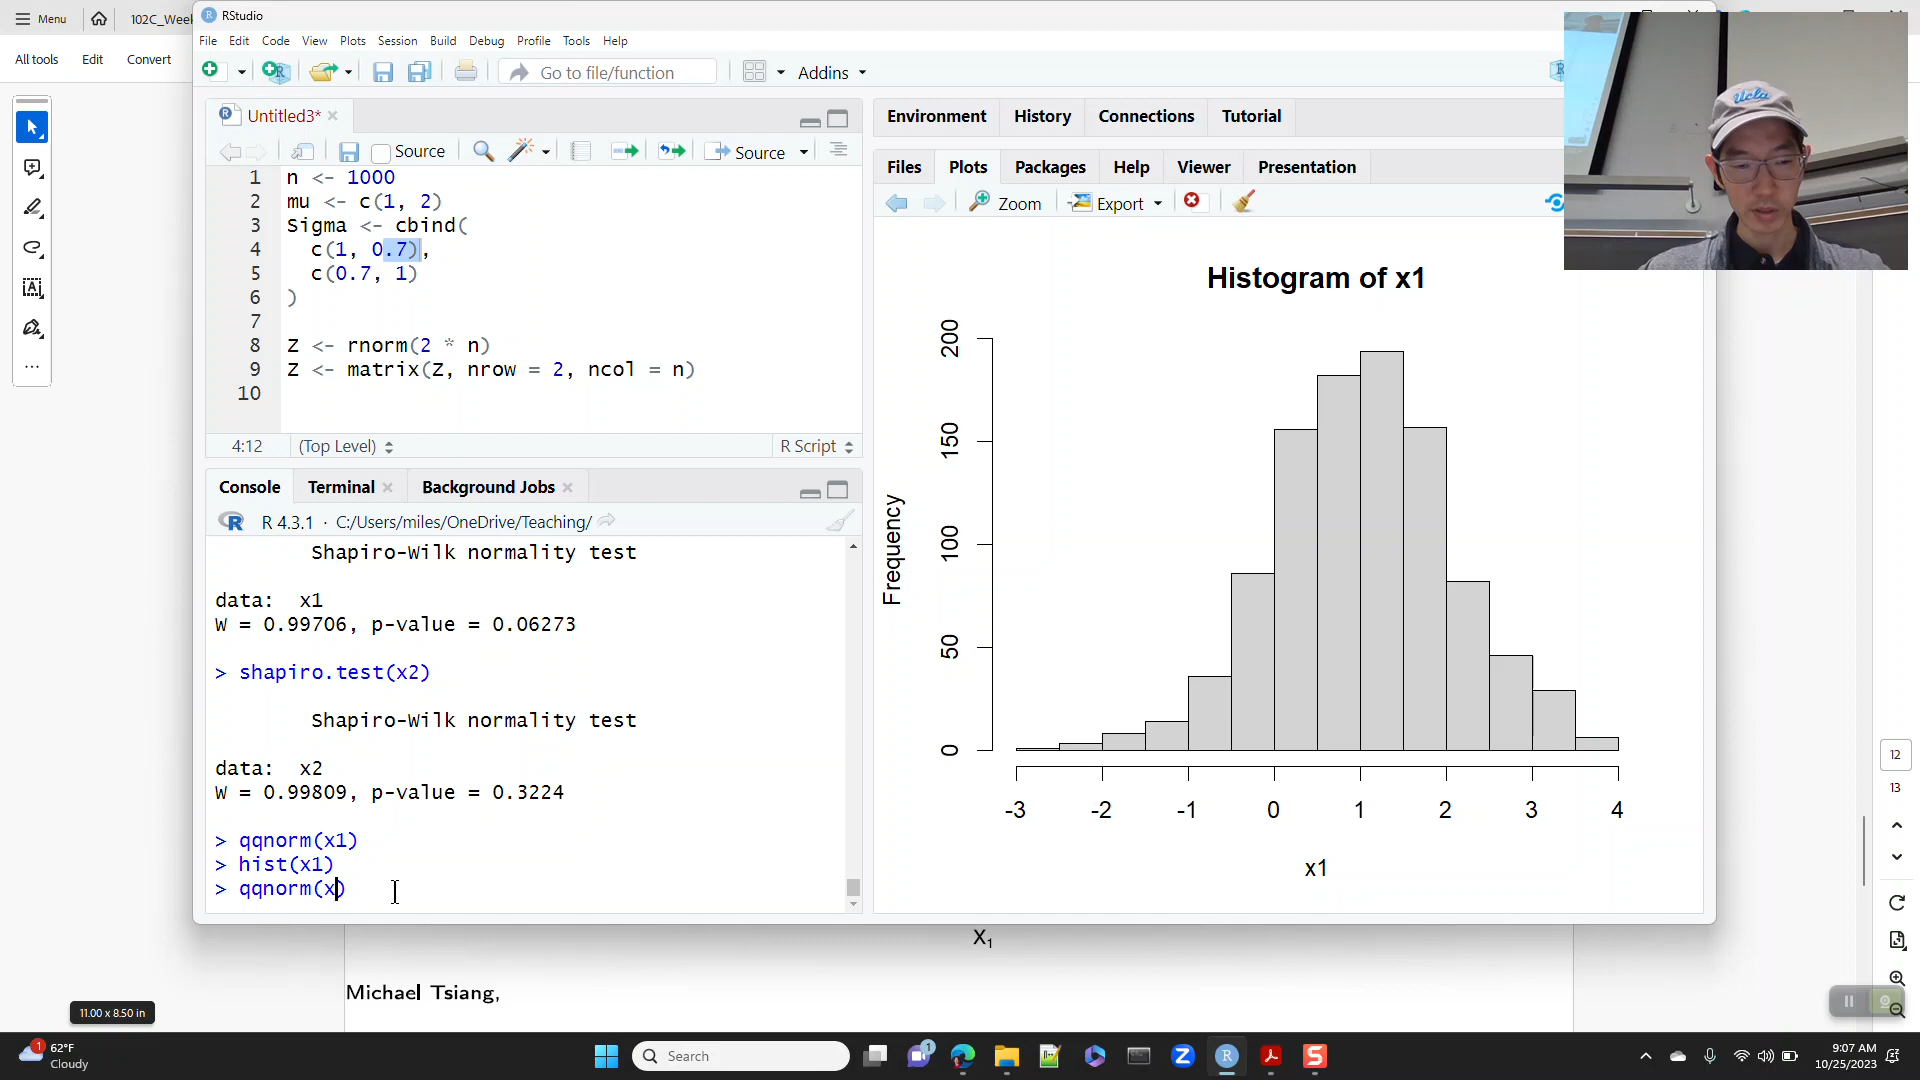 Menu
102C_Week
RStudio
All tools
Edit
Convert
File Edit Code View Plots Session Build Debug Profile Tools Help
Go to file/function
Addins
Untitled3*
Source
Source
1 n <- 1000
2 mu <- c(1, 2)
3 Sigma <- cbind(
4 c(1, 0.7),
5 c(0.7, 1)
6 )
7
8 Z <- rnorm(2 * n)
9 Z <- matrix(Z, nrow = 2, ncol = n)
10
4:12
(Top Level)
R Script
Console
Terminal
Background Jobs
R 4.3.1 · C:/Users/miles/OneDrive/Teaching/
Shapiro-Wilk normality test
data: x1
W = 0.99706, p-value = 0.06273
> shapiro.test(x2)
Shapiro-Wilk normality test
data: x2
W = 0.99809, p-value = 0.3224
> qqnorm(x1)
> hist(x1)
> qqnorm(x)
Environment
History
Connections
Tutorial
Files
Plots
Packages
Help
Viewer
Presentation
Zoom
Export
Histogram of x1
Frequency
200
150
100
50
0
-3 -2 -1 0 1 2 3 4
x1
Ucla
12
13
X1
Michael Tsiang,
11.00 x 8.50 in
1
62°F
Cloudy
Search
1
9:07 AM
10/25/2023